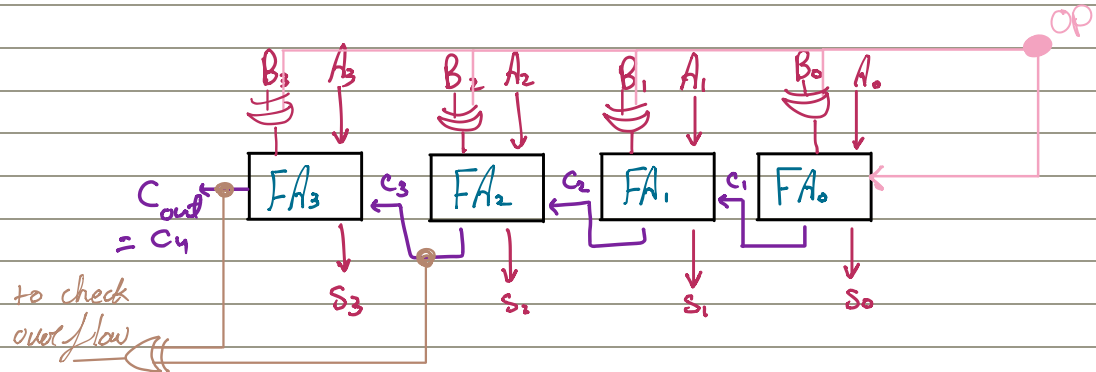 OP
B3 A3 B2 A2 B1 A1 B0 A0
FA3 C3 FA2 C2 FA1 C1 FA0
Cout
= C4
S3 S2 S1 S0
to check
overflow